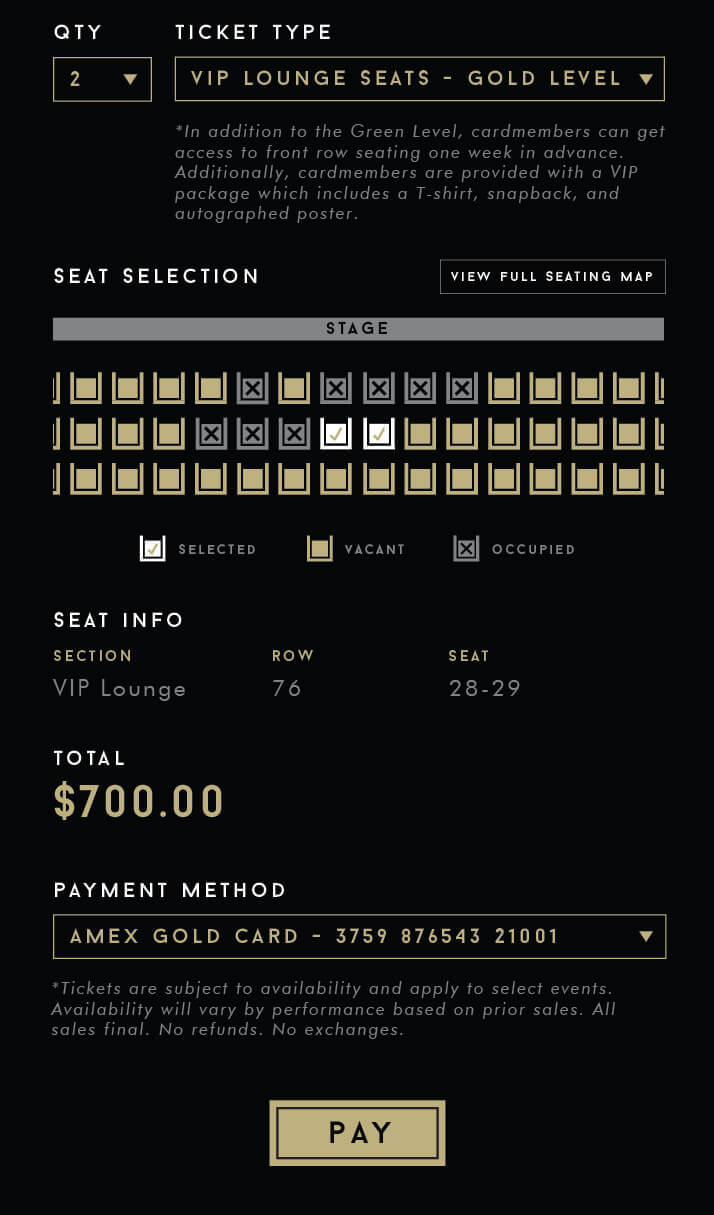 QTY
TICKET TYPE
2
VIP LOUNGE SEATS - GOLD LEVEL
*In addition to the Green Level, cardmembers can get
access to front row seating one week in advance.
Additionally, cardmembers are provided with a VIP
package which includes a T-shirt, snapback, and
autographed poster.
SEAT SELECTION
VIEW FULL SEATING MAP
STAGE
SELECTED
VACANT
OCCUPIED
SEAT INFO
SECTION
ROW
SEAT
VIP Lounge
76
28-29
TOTAL
$700.00
PAYMENT METHOD
AMEX GOLD CARD - 3759 876543 21001
*Tickets are subject to availability and apply to select events.
Availability will vary by performance based on prior sales. All
sales final. No refunds. No exchanges.
PAY